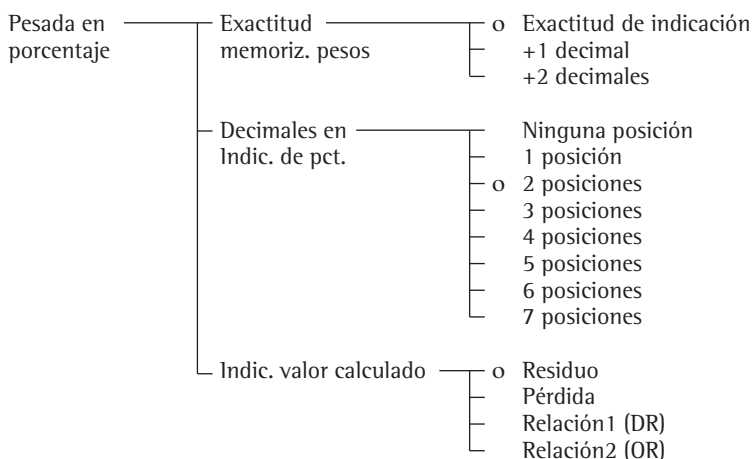 Pesada en porcentaje
Exactitud memoriz. pesos
o Exactitud de indicación
+1 decimal
+2 decimales
Decimales en Indic. de pct.
Ninguna posición
1 posición
o 2 posiciones
3 posiciones
4 posiciones
5 posiciones
6 posiciones
7 posiciones
Indic. valor calculado
o Residuo
Pérdida
Relación1 (DR)
Relación2 (OR)